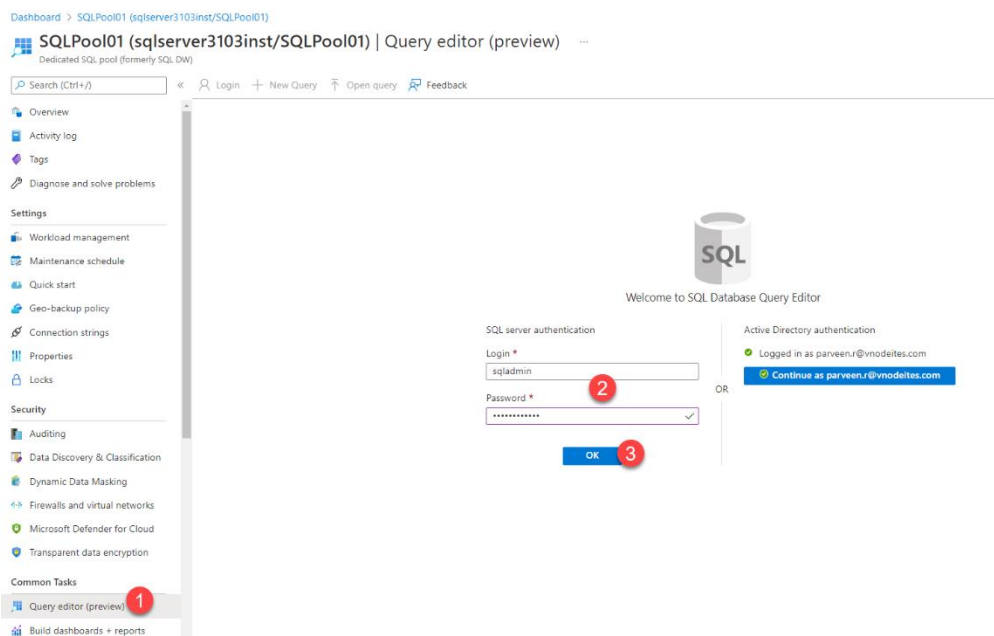 Dashboard > SQLPool01 (sqlserver3103inst/SQLPool01)
SQLPool01 (sqlserver3103inst/SQLPool01) | Query editor (preview) ...
Dedicated SQL pool (formerly SQL DW)
Search (Ctrl+/)
«
Login
New Query
Open query
Feedback
Overview
Activity log
Tags
Diagnose and solve problems
Settings
Workload management
Maintenance schedule
Quick start
Geo-backup policy
Connection strings
Properties
Locks
Security
Auditing
Data Discovery & Classification
Dynamic Data Masking
Firewalls and virtual networks
Microsoft Defender for Cloud
Transparent data encryption
Common Tasks
Query editor (preview)
1
Build dashboards + reports
SQL
Welcome to SQL Database Query Editor
SQL server authentication
Login *
sqladmin
2
Password *
••••••••••••
OK
3
OR
Active Directory authentication
Logged in as parveen.r@vnodeites.com
Continue as parveen.r@vnodeites.com